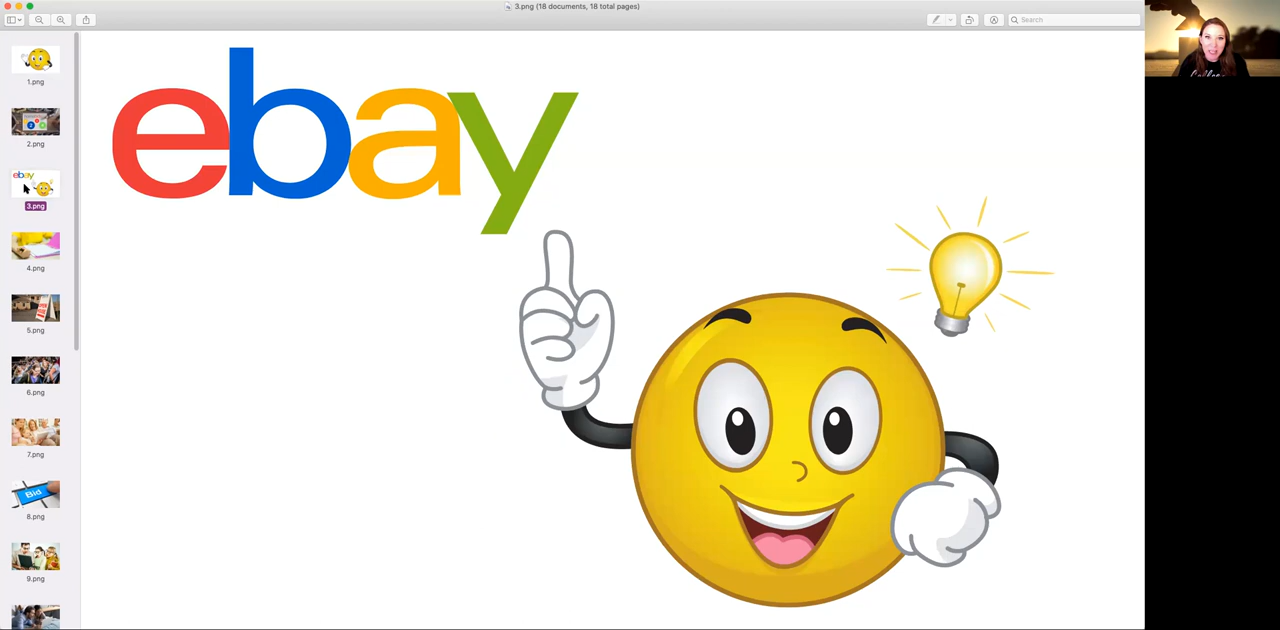 3.png (18 documents, 18 total pages)
Search
ebay
1.png
2.png
3.png
4.png
5.png
6.png
7.png
Bid
8.png
9.png